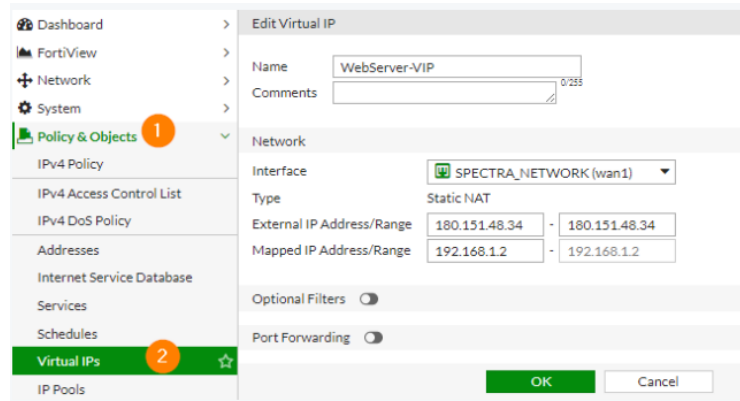 Dashboard
FortiView
Network
System
Policy & Objects 1
IPv4 Policy
IPv4 Access Control List
IPv4 DoS Policy
Addresses
Internet Service Database
Services
Schedules
Virtual IPs 2
IP Pools
Edit Virtual IP
Name WebServer-VIP
Comments 0/255
Network
Interface SPECTRA_NETWORK (wan1)
Type Static NAT
External IP Address/Range 180.151.48.34 - 180.151.48.34
Mapped IP Address/Range 192.168.1.2 - 192.168.1.2
Optional Filters
Port Forwarding
OK Cancel